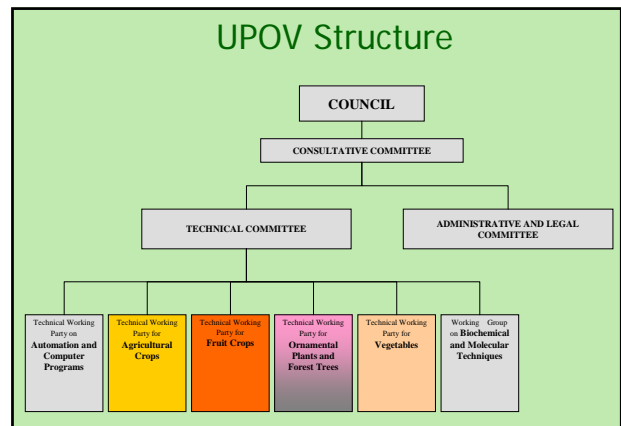 UPOV Structure
COUNCIL
CONSULTATIVE COMMITTEE
TECHNICAL COMMITTEE
ADMINISTRATIVE AND LEGAL
COMMITTEE
Technical Working
Party on
Automation and
Computer
Programs
Technical Working
Party for
Agricultural
Crops
Technical Working
Party for
Fruit Crops
Technical Working
Party for
Ornamental
Plants and
Forest Trees
Technical Working
Party for
Vegetables
Working Group
on Biochemical
and Molecular
Techniques